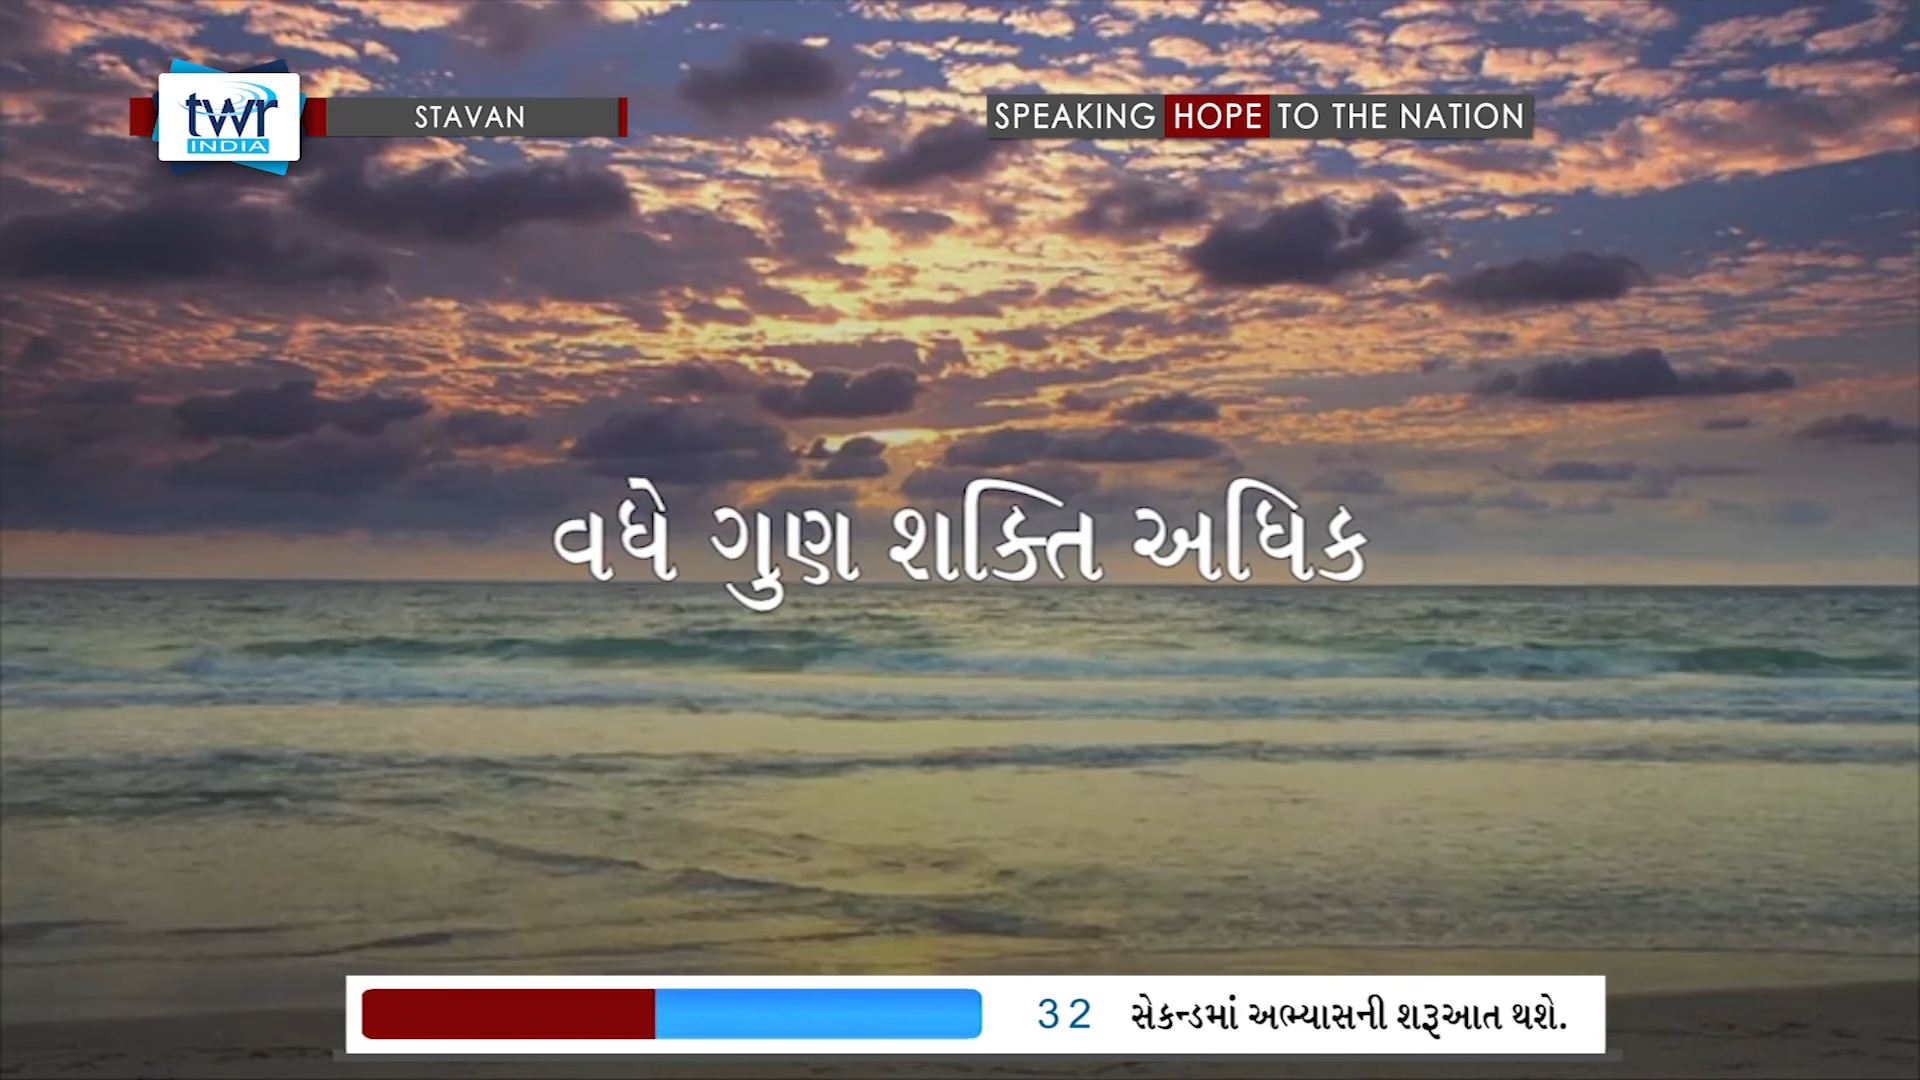 twr
INDIA
STAVAN
SPEAKING HOPE TO THE NATION
વધે ગુણ શક્તિ અધિક
32 સેકન્ડમાં અભ્યાસની શરૂઆત થશે.